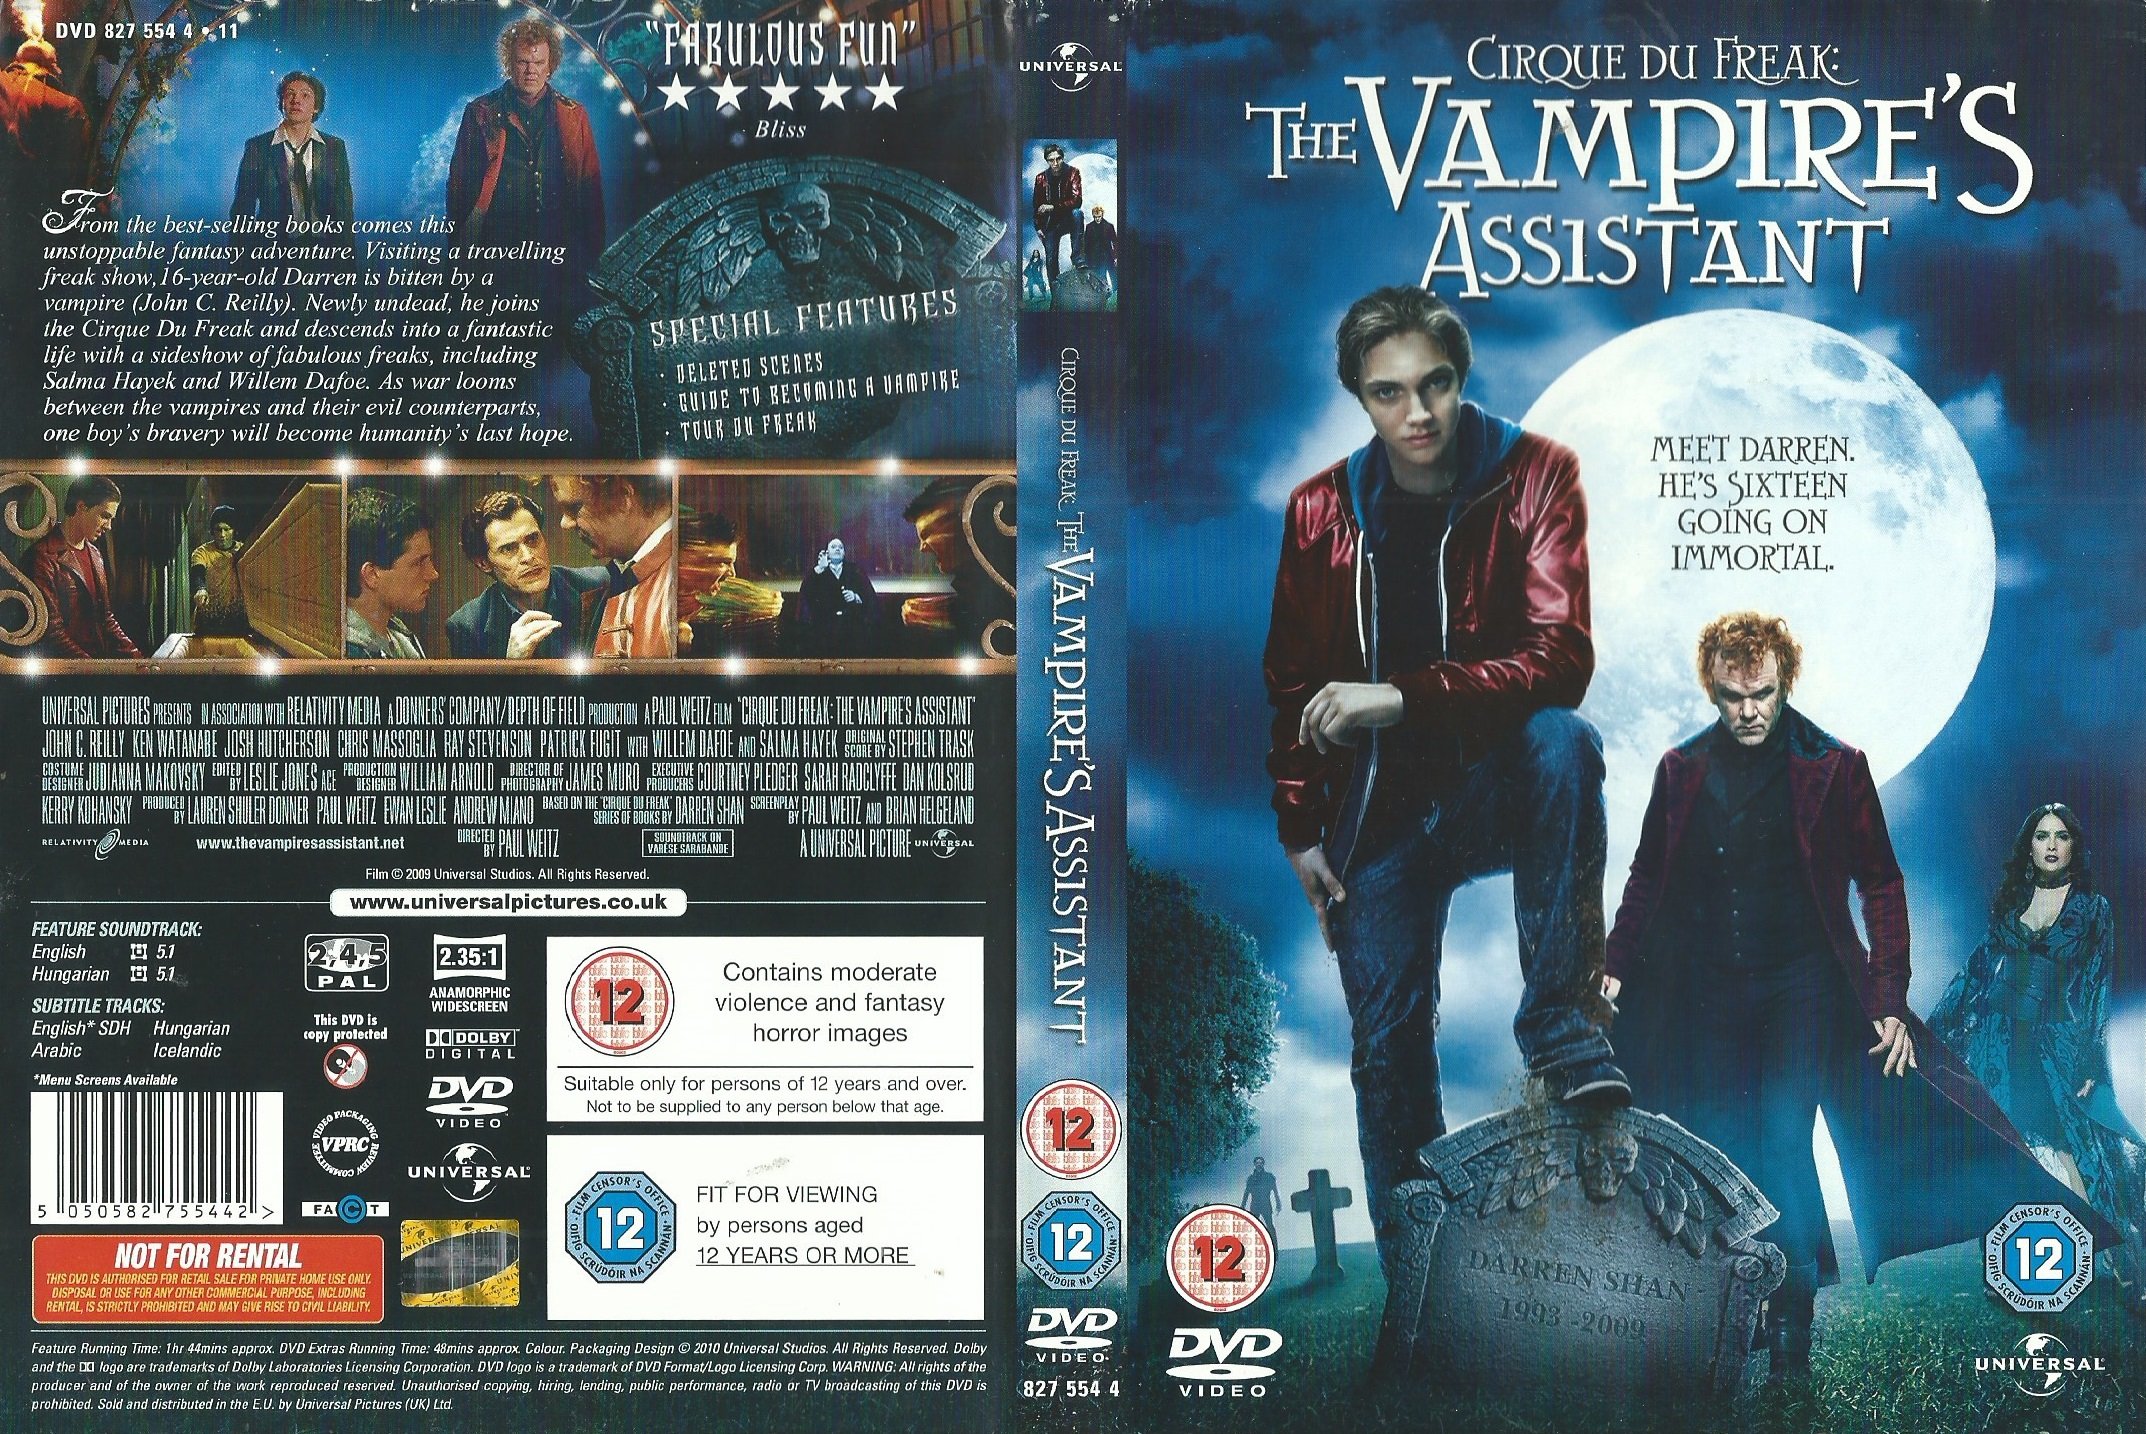 DVD 827 554 4 • 11
"FABULOUS FUN"
★★★★★
Bliss
From the best-selling books comes this
unstoppable fantasy adventure. Visiting a travelling
freak show, 16-year-old Darren is bitten by a
vampire (John C. Reilly). Newly undead, he joins
the Cirque Du Freak and descends into a fantastic
life with a sideshow of fabulous freaks, including
Salma Hayek and Willem Dafoe. As war looms
between the vampires and their evil counterparts,
one boy's bravery will become humanity's last hope.
SPECIAL FEATURES
• DELETED SCENES
• GUIDE TO BECOMING A VAMPIRE
• TOUR DU FREAK
UNIVERSAL PICTURES PRESENTS IN ASSOCIATION WITH RELATIVITY MEDIA A DONNERS' COMPANY/DEPTH OF FIELD PRODUCTION A PAUL WEITZ FILM "CIRQUE DU FREAK: THE VAMPIRE'S ASSISTANT"
JOHN C. REILLY KEN WATANABE JOSH HUTCHERSON CHRIS MASSOGLIA RAY STEVENSON PATRICK FUGIT WITH WILLEM DAFOE AND SALMA HAYEK ORIGINAL SCORE BY STEPHEN TRASK
COSTUME DESIGNER JUDIANNA MAKOVSKY EDITED BY LESLIE JONES ACE PRODUCTION DESIGNER WILLIAM ARNOLD DIRECTOR OF PHOTOGRAPHY JAMES MURO EXECUTIVE PRODUCERS COURTNEY PLEDGER SARAH RADCLYFFE DAN KOLSRUD
KERRY KOHANSKY PRODUCED BY LAUREN SHULER DONNER PAUL WEITZ EWAN LESLIE ANDREW MIANO BASED ON THE "CIRQUE DU FREAK" SERIES OF BOOKS BY DARREN SHAN SCREENPLAY BY PAUL WEITZ AND BRIAN HELGELAND
RELATIVITY MEDIA www.thevampiresassistant.net DIRECTED BY PAUL WEITZ SOUNDTRACK ON VARÈSE SARABANDE A UNIVERSAL PICTURE UNIVERSAL
Film © 2009 Universal Studios. All Rights Reserved.
www.universalpictures.co.uk
FEATURE SOUNDTRACK:
English 5.1
Hungarian 5.1
SUBTITLE TRACKS:
English* SDH Hungarian
Arabic Icelandic
*Menu Screens Available
5 050582 755442 >
NOT FOR RENTAL
THIS DVD IS AUTHORISED FOR RETAIL SALE FOR PRIVATE HOME USE ONLY.
DISPOSAL OR USE FOR ANY OTHER COMMERCIAL PURPOSE, INCLUDING
RENTAL, IS STRICTLY PROHIBITED AND MAY GIVE RISE TO CIVIL LIABILITY.
2,4,5
PAL
This DVD is
copy protected
VIDEO PACKAGING REVIEW COMMITTEE
VPRC
FACT
2.35:1
ANAMORPHIC
WIDESCREEN
DOLBY
DIGITAL
DVD
VIDEO
UNIVERSAL
12
Contains moderate
violence and fantasy
horror images
Suitable only for persons of 12 years and over.
Not to be supplied to any person below that age.
FILM CENSOR'S OFFICE
12
OIFIG SCRÚDÓIR NA SCANNÁN
FIT FOR VIEWING
by persons aged
12 YEARS OR MORE
Feature Running Time: 1hr 44mins approx. DVD Extras Running Time: 48mins approx. Colour. Packaging Design © 2010 Universal Studios. All Rights Reserved. Dolby
and the logo are trademarks of Dolby Laboratories Licensing Corporation. DVD logo is a trademark of DVD Format/Logo Licensing Corp. WARNING: All rights of the
producer and of the owner of the work reproduced reserved. Unauthorised copying, hiring, lending, public performance, radio or TV broadcasting of this DVD is
prohibited. Sold and distributed in the E.U. by Universal Pictures (UK) Ltd.
UNIVERSAL
CIRQUE DU FREAK: THE VAMPIRE'S ASSISTANT
12
FILM CENSOR'S OFFICE
12
OIFIG SCRÚDÓIR NA SCANNÁN
DVD
VIDEO
827 554 4
CIRQUE DU FREAK:
THE VAMPIRE'S
ASSISTANT
MEET DARREN.
HE'S SIXTEEN
GOING ON
IMMORTAL.
DARREN SHAN
1993-2009
12
DVD
VIDEO
FILM CENSOR'S OFFICE
12
OIFIG SCRÚDÓIR NA SCANNÁN
UNIVERSAL